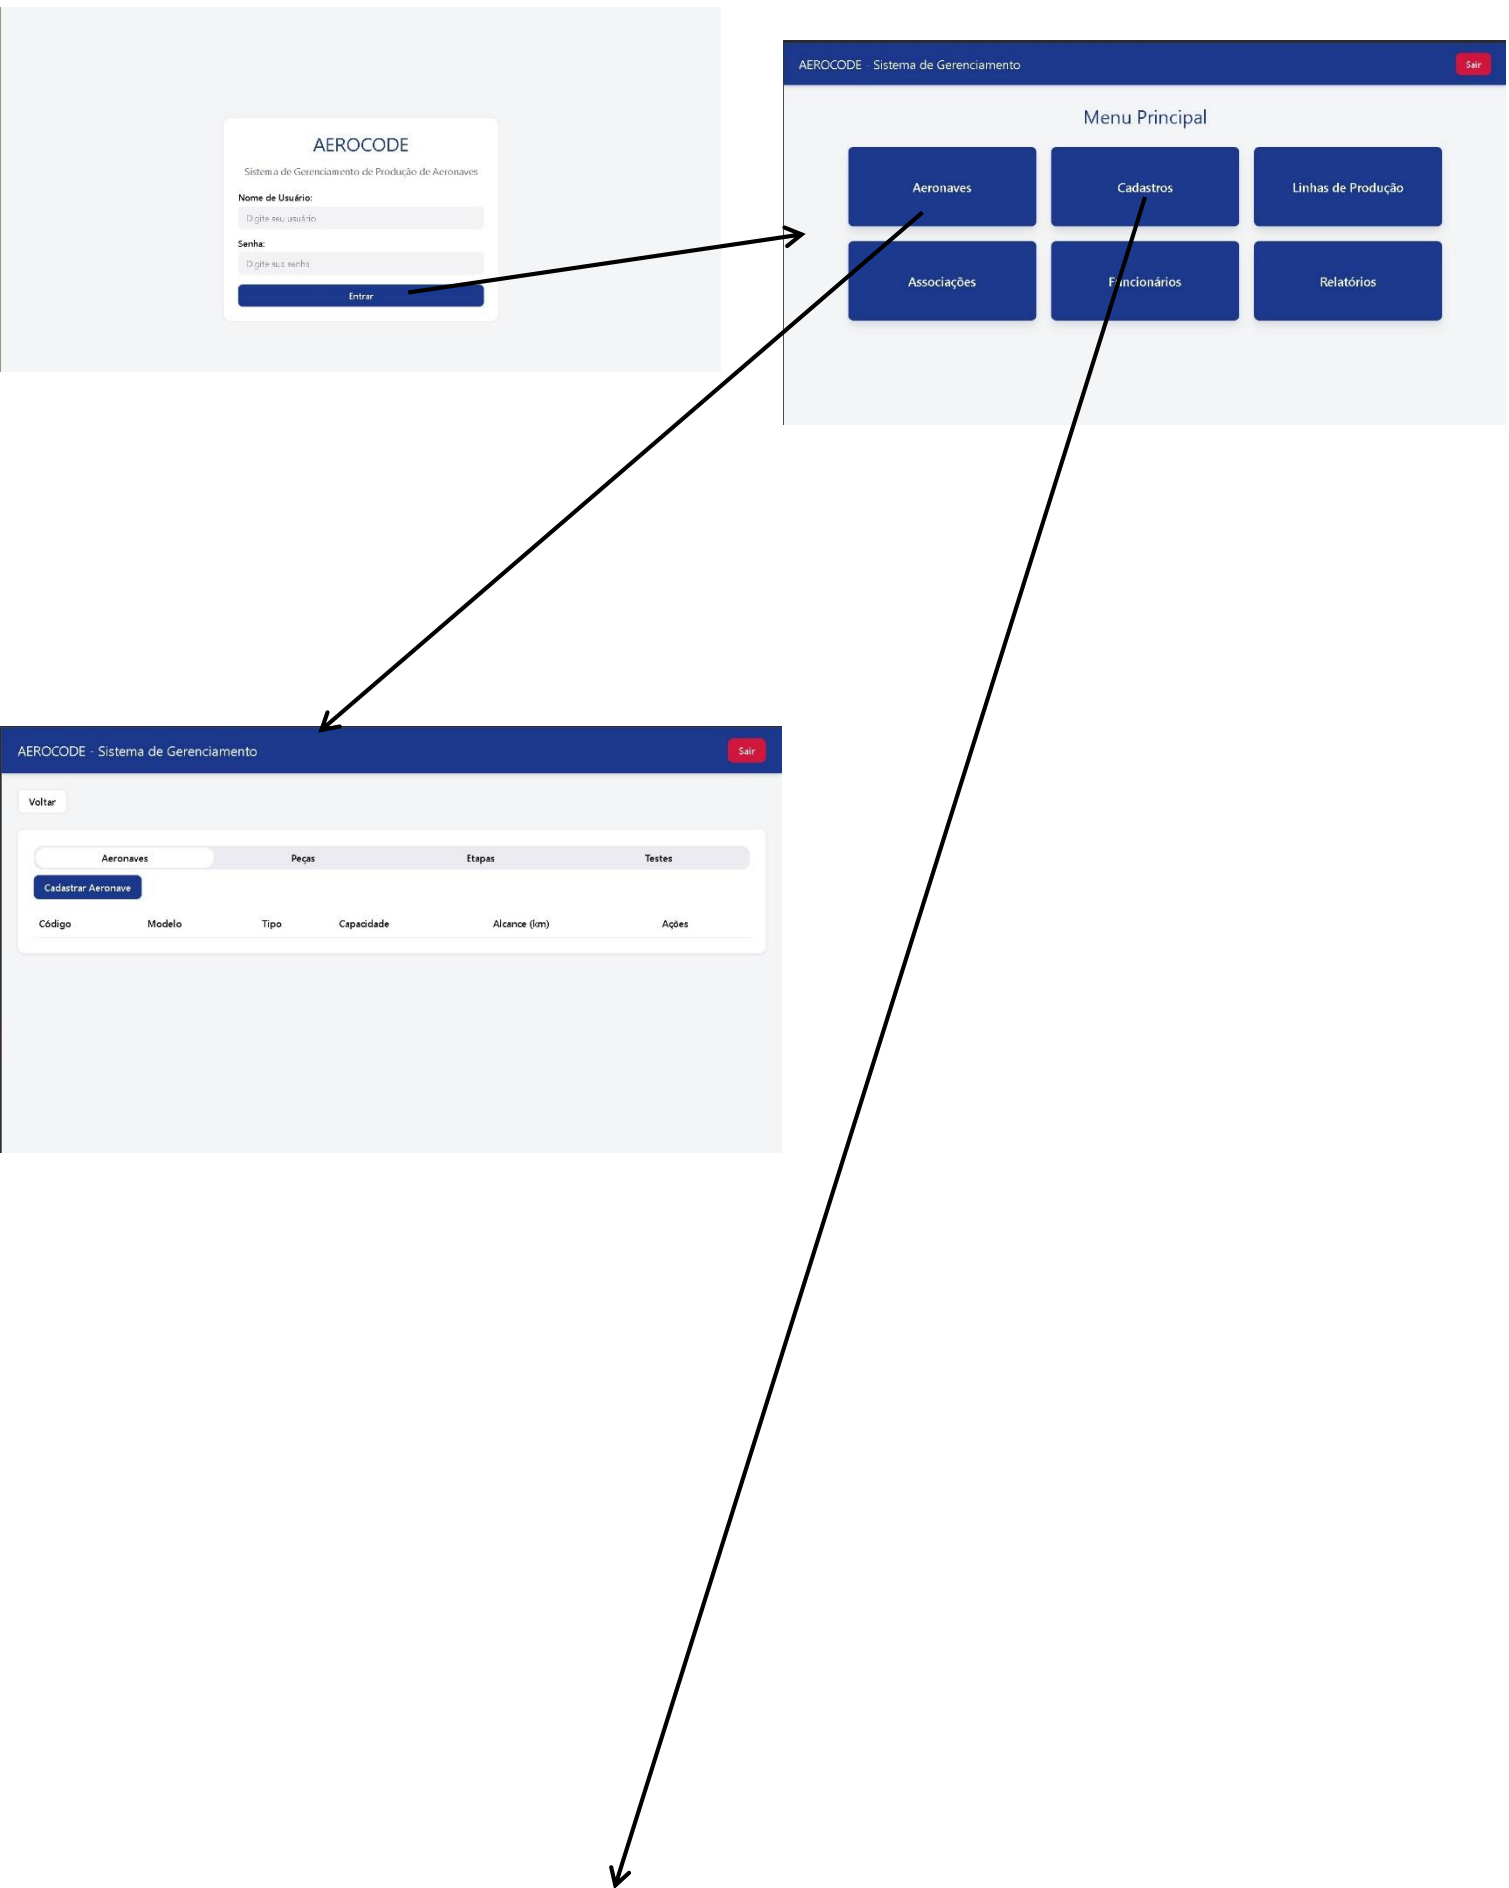 AEROCODE
Sistema de Gerenciamento de Produção de Aeronaves
Nome de Usuário:
Digite seu usuário
Senha:
Digite sua senha
Entrar
AEROCODE - Sistema de Gerenciamento
Sair
Menu Principal
Aeronaves
Cadastros
Linhas de Produção
Associações
Funcionários
Relatórios
AEROCODE - Sistema de Gerenciamento
Sair
Voltar
Aeronaves
Peças
Etapas
Testes
Cadastrar Aeronave
Código
Modelo
Tipo
Capacidade
Alcance (km)
Ações